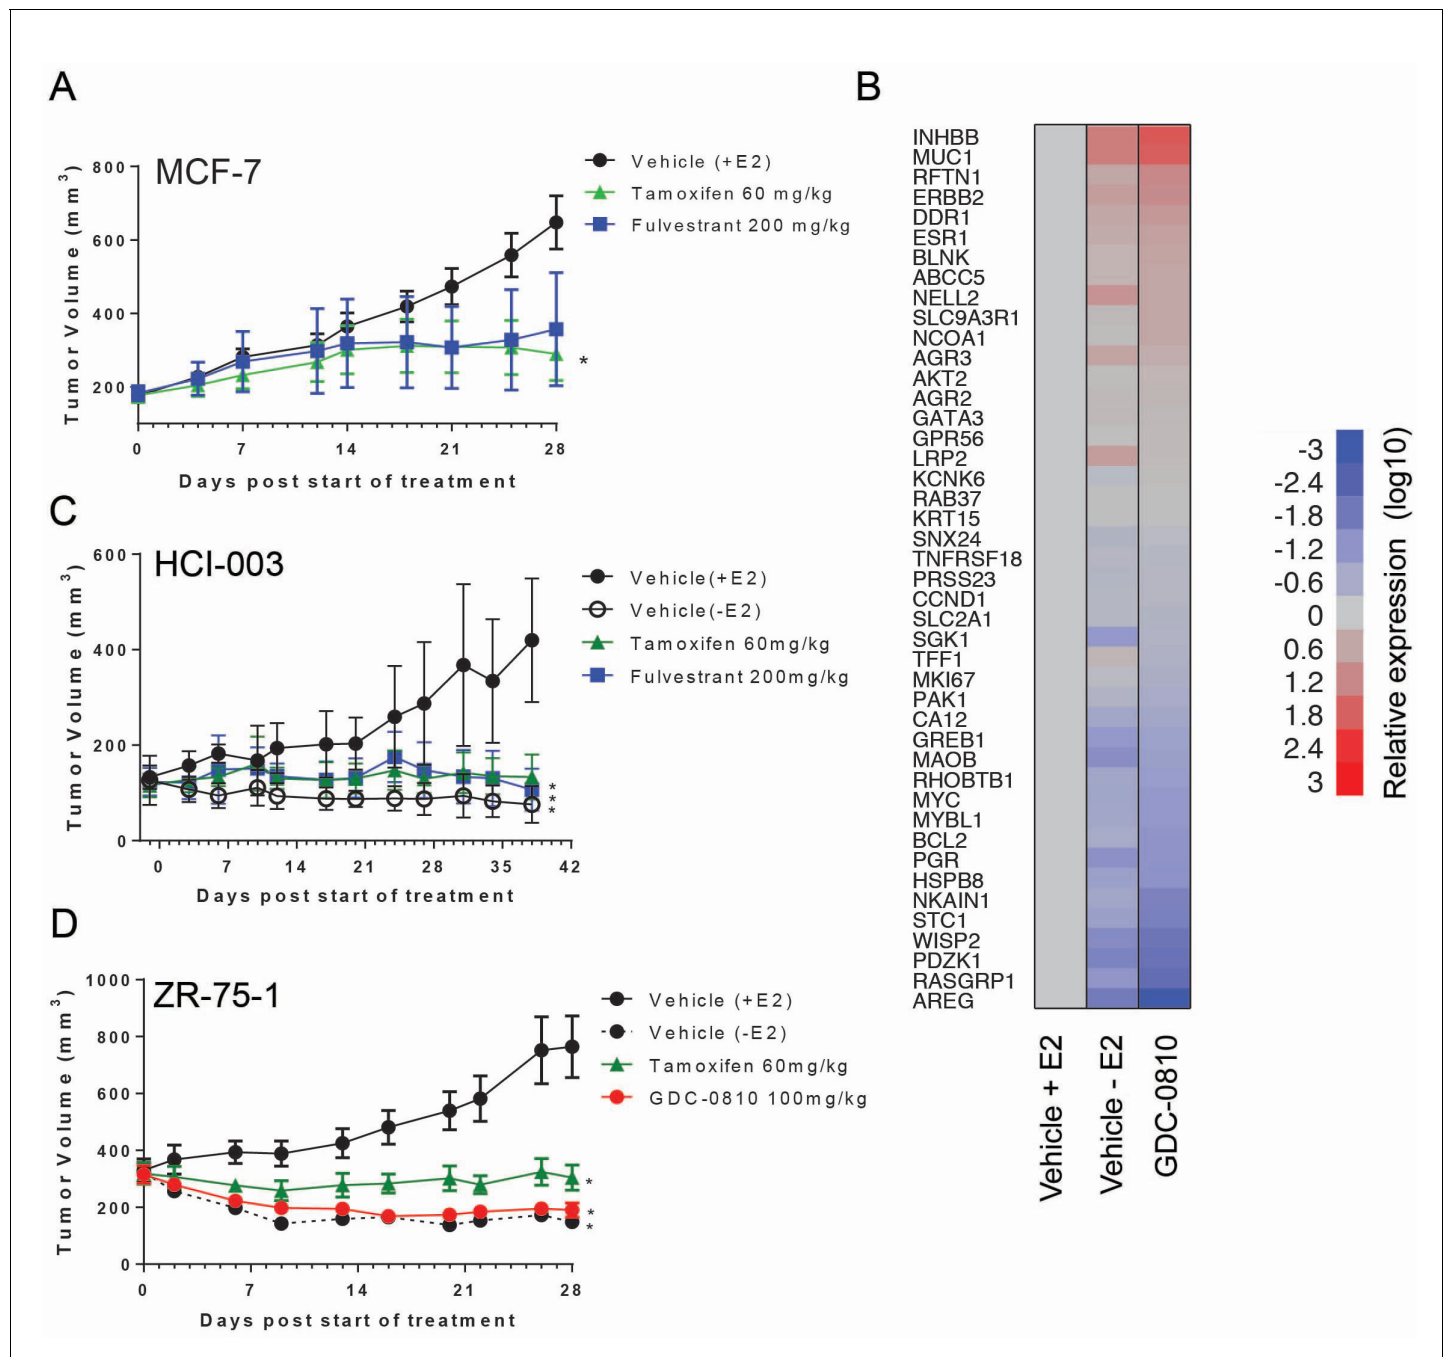 A
MCF-7
Tumor Volume (mm3)
800
600
400
200
0 7 14 21 28
Days post start of treatment
Vehicle (+E2)
Tamoxifen 60 mg/kg
Fulvestrant 200 mg/kg
*
B
INHBB
MUC1
RFTN1
ERBB2
DDR1
ESR1
BLNK
ABCC5
NELL2
SLC9A3R1
NCOA1
AGR3
AKT2
AGR2
GATA3
GPR56
LRP2
KCNK6
RAB37
KRT15
SNX24
TNFRSF18
PRSS23
CCND1
SLC2A1
SGK1
TFF1
MKI67
PAK1
CA12
GREB1
MAOB
RHOBTB1
MYC
MYBL1
BCL2
PGR
HSPB8
NKAIN1
STC1
WISP2
PDZK1
RASGRP1
AREG
Vehicle + E2
Vehicle - E2
GDC-0810
-3
-2.4
-1.8
-1.2
-0.6
0
0.6
1.2
1.8
2.4
3
Relative expression (log10)
C
HCI-003
Tumor Volume (mm3)
600
400
200
0
0 7 14 21 28 35 42
Days post start of treatment
Vehicle(+E2)
Vehicle(-E2)
Tamoxifen 60mg/kg
Fulvestrant 200mg/kg
*
*
*
D
ZR-75-1
Tumor Volume (mm3)
1000
800
600
400
200
0
0 7 14 21 28
Days post start of treatment
Vehicle (+E2)
Vehicle (-E2)
Tamoxifen 60mg/kg
GDC-0810 100mg/kg
*
*
*